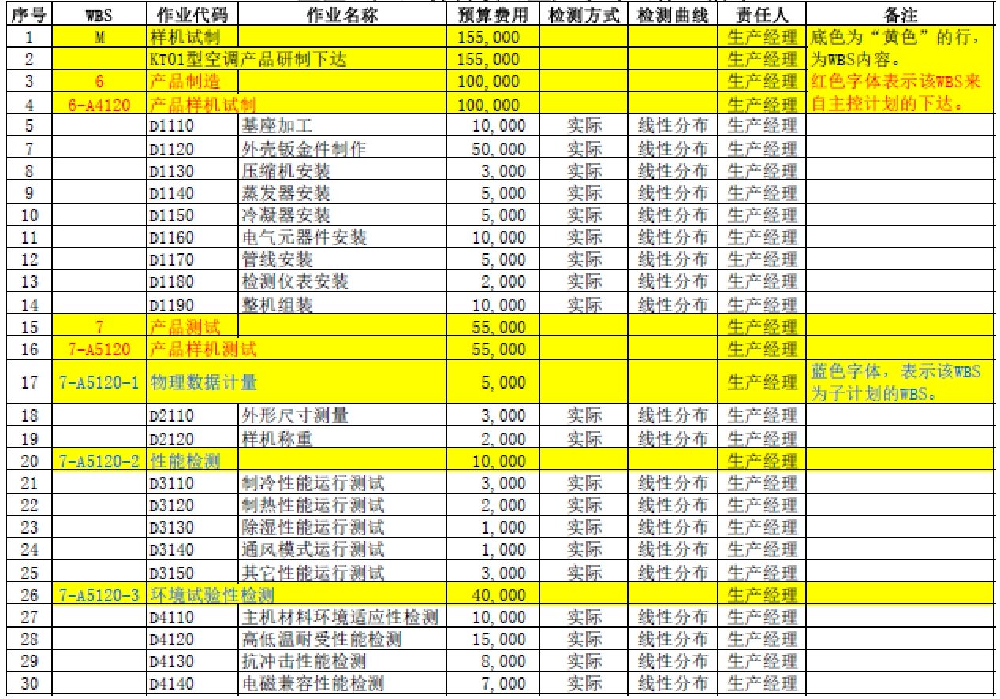 序号 WBS 作业代码 作业名称 预算费用 检测方式 检测曲线 责任人 备注
1 M 样机试制 155,000 生产经理 底色为“黄色”的行,
2 KT01型空调产品研制下达 155,000 生产经理 为WBS内容。
3 6 产品制造 100,000 生产经理 红色字体表示该WBS来
4 6-A4120 产品样机试制 100,000 生产经理 自主控计划的下达。
5 D1110 基座加工 10,000 实际 线性分布 生产经理
7 D1120 外壳钣金件制作 50,000 实际 线性分布 生产经理
8 D1130 压缩机安装 3,000 实际 线性分布 生产经理
9 D1140 蒸发器安装 5,000 实际 线性分布 生产经理
10 D1150 冷凝器安装 5,000 实际 线性分布 生产经理
11 D1160 电气元器件安装 10,000 实际 线性分布 生产经理
12 D1170 管线安装 5,000 实际 线性分布 生产经理
13 D1180 检测仪表安装 2,000 实际 线性分布 生产经理
14 D1190 整机组装 10,000 实际 线性分布 生产经理
15 7 产品测试 55,000 生产经理
16 7-A5120 产品样机测试 55,000 生产经理
17 7-A5120-1 物理数据计量 5,000 生产经理 蓝色字体，表示该WBS
为子计划的WBS。
18 D2110 外形尺寸测量 3,000 实际 线性分布 生产经理
19 D2120 样机称重 2,000 实际 线性分布 生产经理
20 7-A5120-2 性能检测 10,000 生产经理
21 D3110 制冷性能运行测试 3,000 实际 线性分布 生产经理
22 D3120 制热性能运行测试 2,000 实际 线性分布 生产经理
23 D3130 除湿性能运行测试 1,000 实际 线性分布 生产经理
24 D3140 通风模式运行测试 1,000 实际 线性分布 生产经理
25 D3150 其它性能运行测试 3,000 实际 线性分布 生产经理
26 7-A5120-3 环境试验性检测 40,000 生产经理
27 D4110 主机材料环境适应性检测 10,000 实际 线性分布 生产经理
28 D4120 高低温耐受性能检测 15,000 实际 线性分布 生产经理
29 D4130 抗冲击性能检测 8,000 实际 线性分布 生产经理
30 D4140 电磁兼容性能检测 7,000 实际 线性分布 生产经理